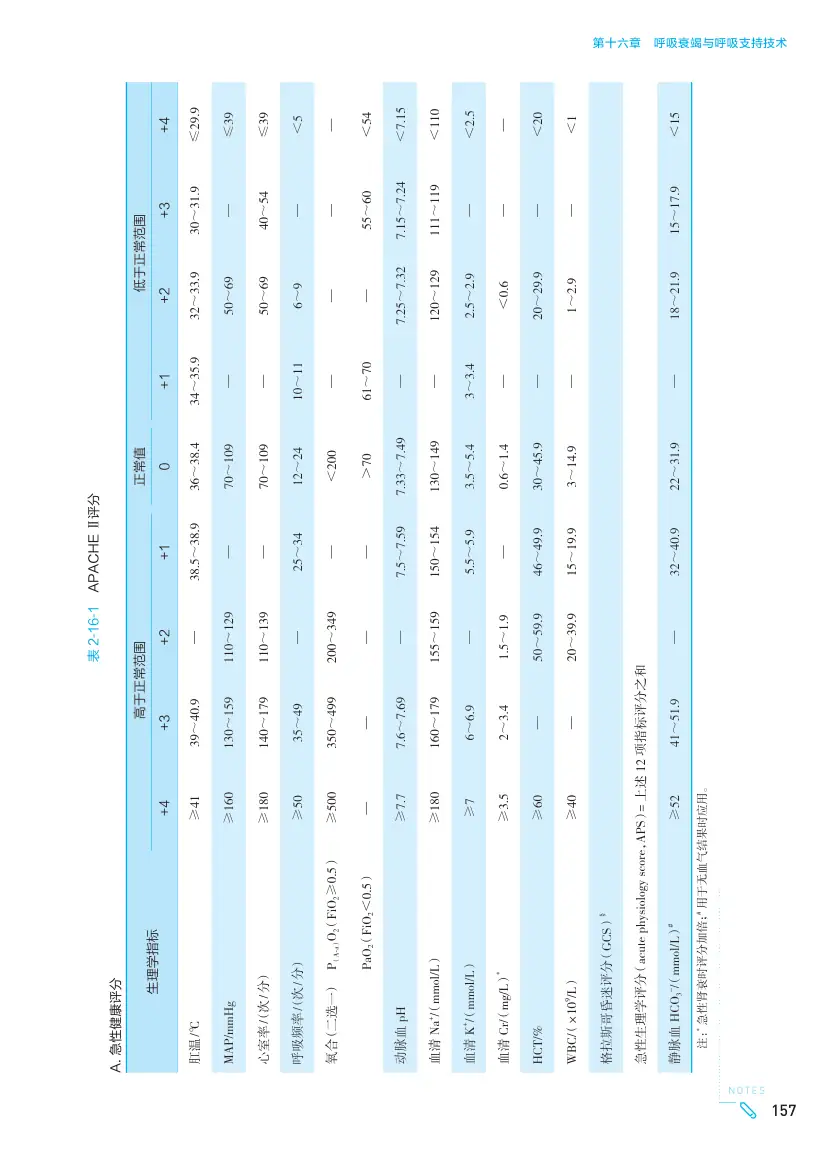 第十六章 呼吸衰竭与呼吸支持技术
表 2-16-1 APACHE Ⅱ评分
A. 急性健康评分
生理学指标 高于正常范围 正常值 低于正常范围
+4 +3 +2 +1 0 +1 +2 +3 +4
肛温/℃ ≥41 39～40.9 — 38.5～38.9 36～38.4 34～35.9 32～33.9 30～31.9 ≤29.9
MAP/mmHg ≥160 130～159 110～129 — 70～109 — 50～69 — ≤39
心室率/(次/分) ≥180 140～179 110～139 — 70～109 — 50～69 40～54 ≤39
呼吸频率/(次/分) ≥50 35～49 — 25～34 12～24 10～11 6～9 — <5
氧合(二选一) P(A-a)O2(FiO2≥0.5) ≥500 350～499 200～349 — <200 — — — —
PaO2(FiO2<0.5) — — — — >70 61～70 — 55～60 <54
动脉血 pH ≥7.7 7.6～7.69 — 7.5～7.59 7.33～7.49 — 7.25～7.32 7.15～7.24 <7.15
血清 Na+/(mmol/L) ≥180 160～179 155～159 150～154 130～149 — 120～129 111～119 <110
血清 K+/(mmol/L) ≥7 6～6.9 — 5.5～5.9 3.5～5.4 3～3.4 2.5～2.9 — <2.5
血清 Cr/(mg/L)* ≥3.5 2～3.4 1.5～1.9 — 0.6～1.4 — <0.6 — —
HCT/% ≥60 — 50～59.9 46～49.9 30～45.9 — 20～29.9 — <20
WBC/(×10⁹/L) ≥40 — 20～39.9 15～19.9 3～14.9 — 1～2.9 — <1
格拉斯哥昏迷评分(GCS)§
急性生理学评分(acute physiology score,APS)= 上述 12 项指标评分之和
静脉血 HCO3-/(mmol/L)# ≥52 41～51.9 — 32～40.9 22～31.9 — 18～21.9 15～17.9 <15
注:*急性肾衰时评分加倍;#用于无血气结果时应用。
NOTES
157